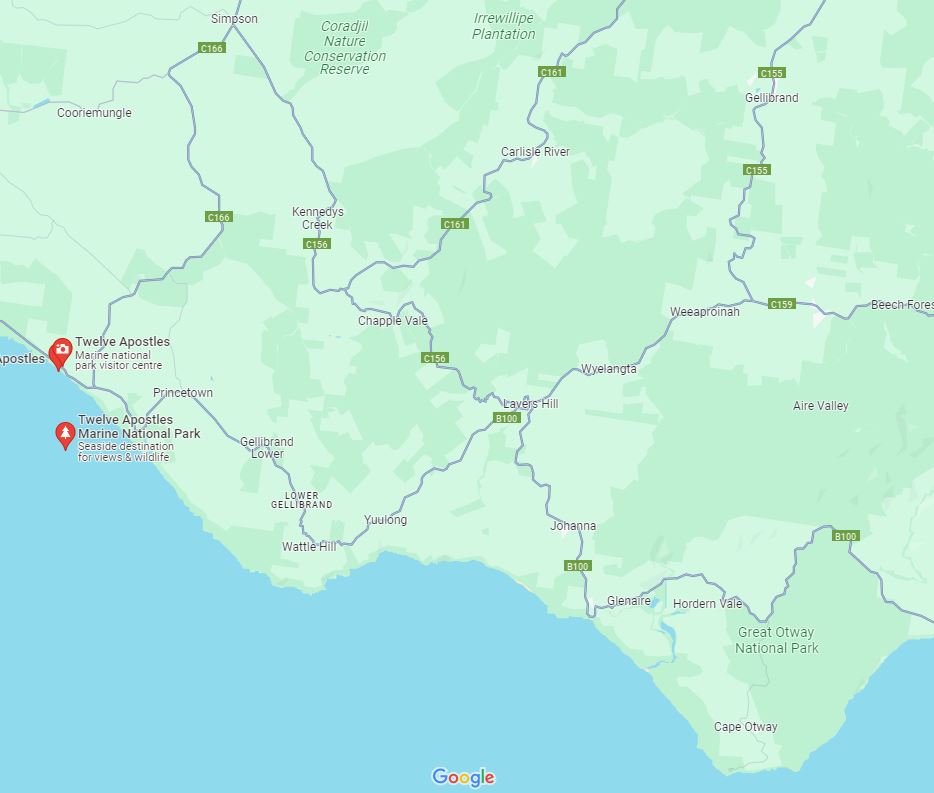 Simpson
Coradjil
Nature
Conservation
Reserve
Irrewillipe
Plantation
C166
C161
C155
Gellibrand
Cooriemungle
Carlisle River
C155
Kennedys
Creek
C166
C161
C156
Chapple Vale
Weeaproinah
C159
Beech Fores
Twelve Apostles
Marine national
park visitor centre
Apostles
C156
Wyelangta
Princetown
Lavers Hill
B100
Aire Valley
Twelve Apostles
Marine National Park
Seaside destination
for views & wildlife
Gellibrand
Lower
LOWER
GELLIBRAND
Yuulong
Johanna
Wattle Hill
B100
B100
Glenaire
Hordern Vale
Great Otway
National Park
Cape Otway
Google